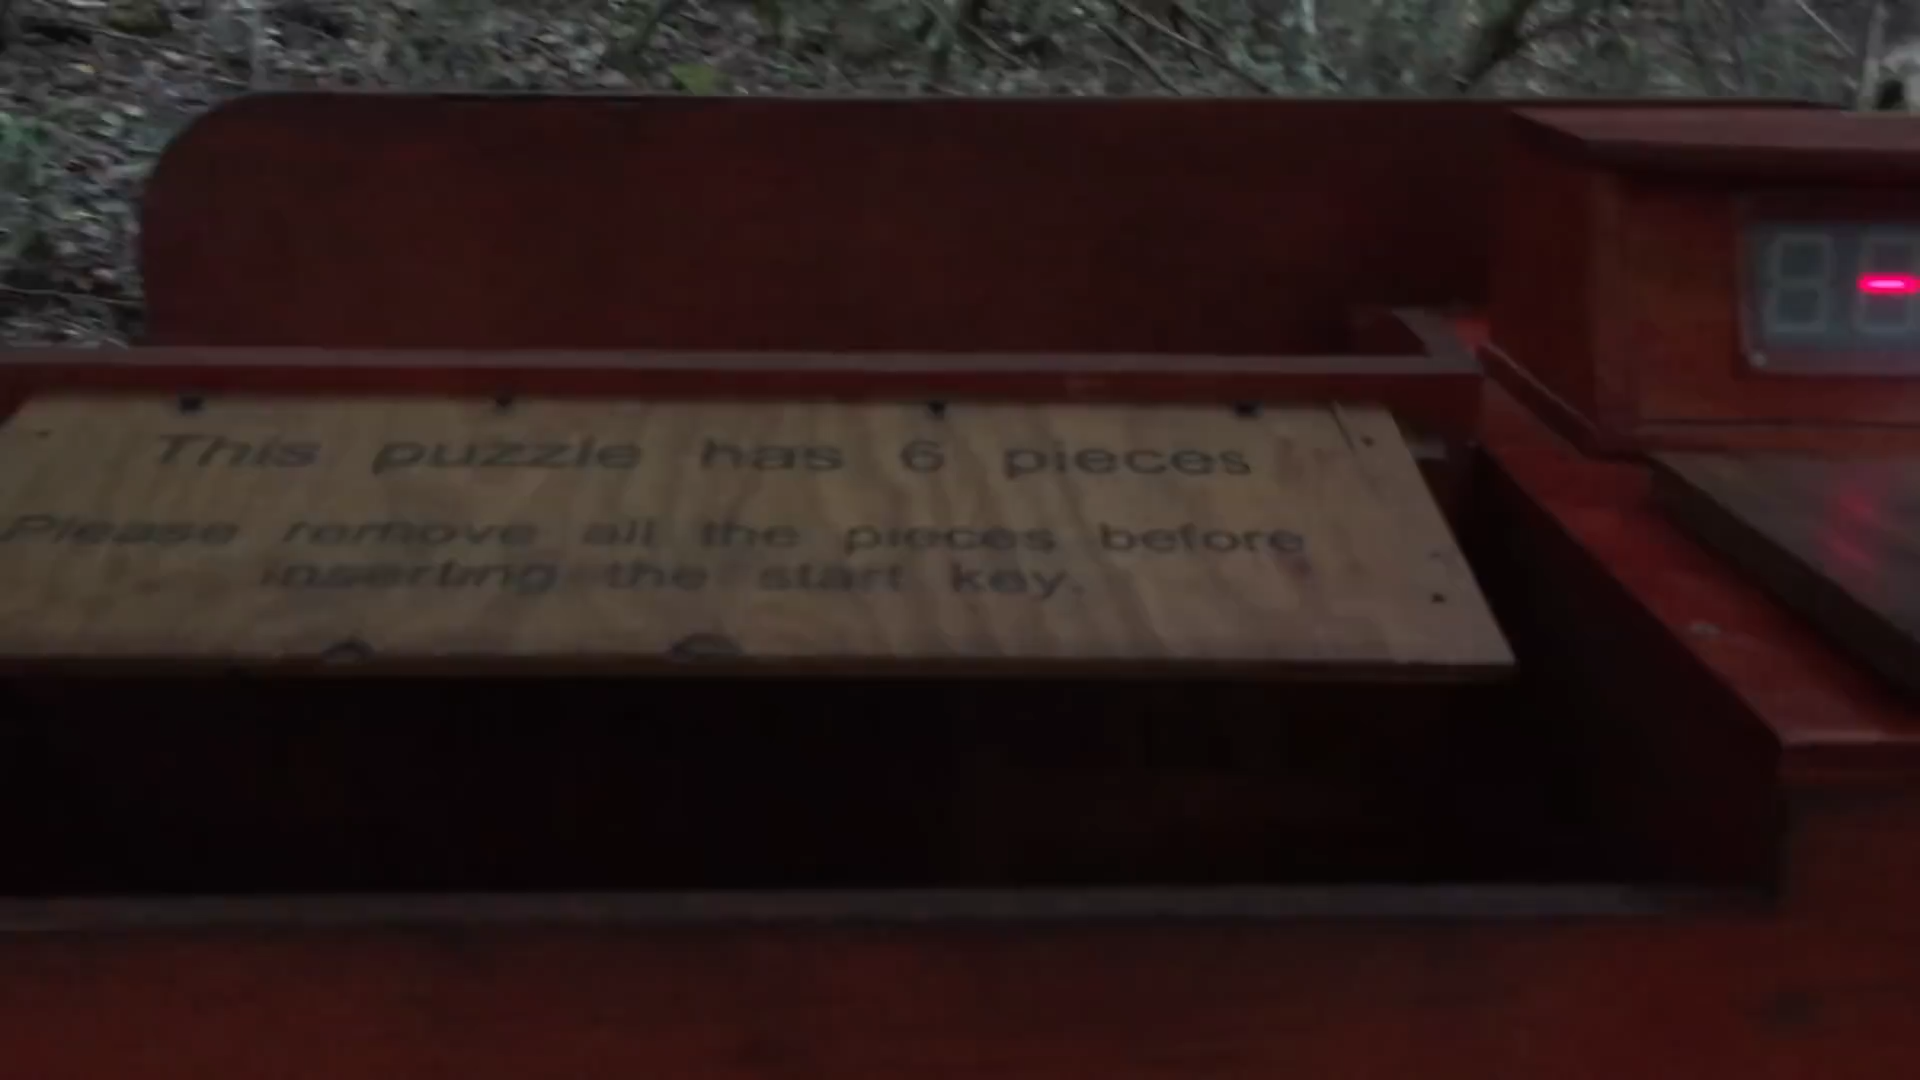 This puzzle has 6 pieces
Please remove all the pieces before
inserting the start key.